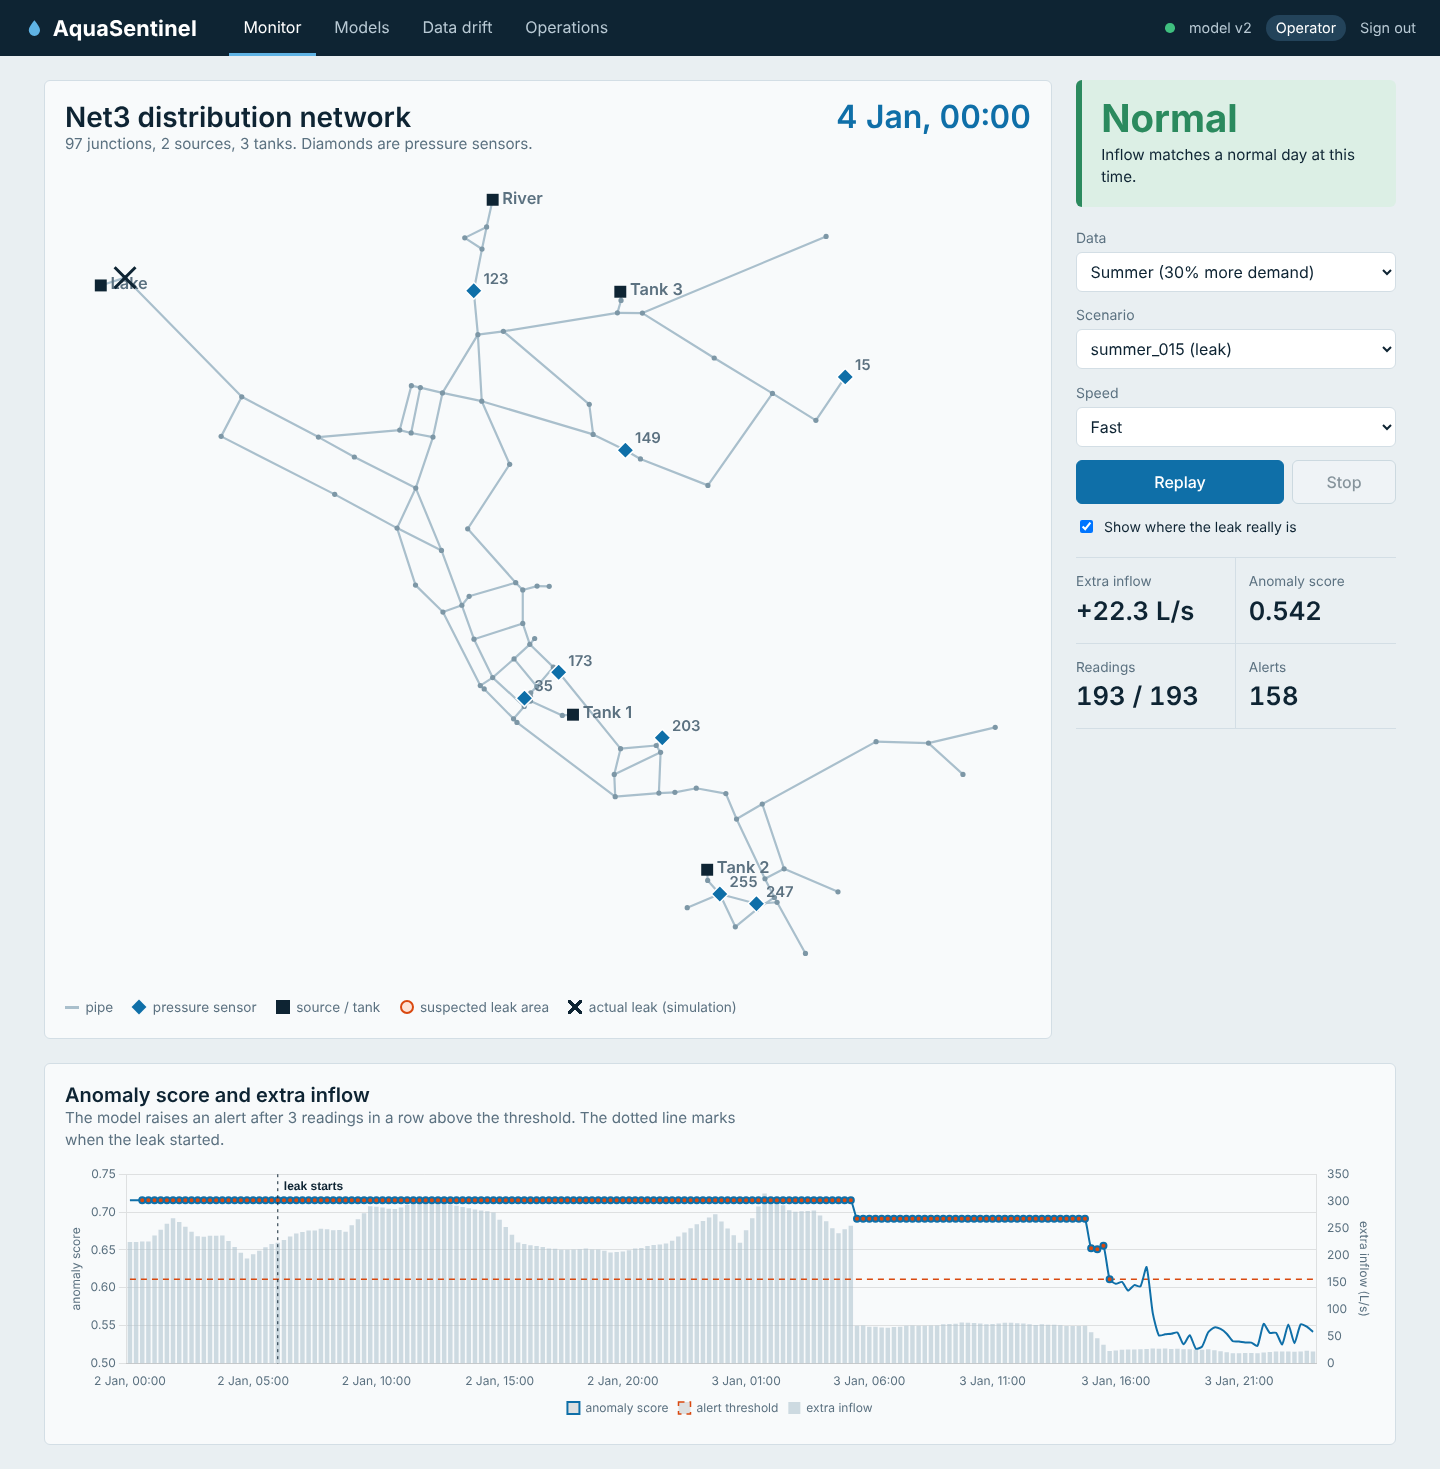 AquaSentinel
Monitor
Models
Data drift
Operations
model v2
Operator
Sign out
Net3 distribution network
4 Jan, 00:00
97 junctions, 2 sources, 3 tanks. Diamonds are pressure sensors.
River
Lake
123
Tank 3
15
149
173
35
Tank 1
203
Tank 2
255
247
pipe
pressure sensor
source / tank
suspected leak area
actual leak (simulation)
Normal
Inflow matches a normal day at this
time.
Data
Summer (30% more demand)
Scenario
summer_015 (leak)
Speed
Fast
Replay
Stop
Show where the leak really is
Extra inflow
+22.3 L/s
Anomaly score
0.542
Readings
193 / 193
Alerts
158
Anomaly score and extra inflow
The model raises an alert after 3 readings in a row above the threshold. The dotted line marks
when the leak started.
anomaly score
0.75
0.70
0.65
0.60
0.55
0.50
leak starts
350
300
250
200
150
100
50
0
extra inflow (L/s)
2 Jan, 00:00
2 Jan, 05:00
2 Jan, 10:00
2 Jan, 15:00
2 Jan, 20:00
3 Jan, 01:00
3 Jan, 06:00
3 Jan, 11:00
3 Jan, 16:00
3 Jan, 21:00
anomaly score
alert threshold
extra inflow